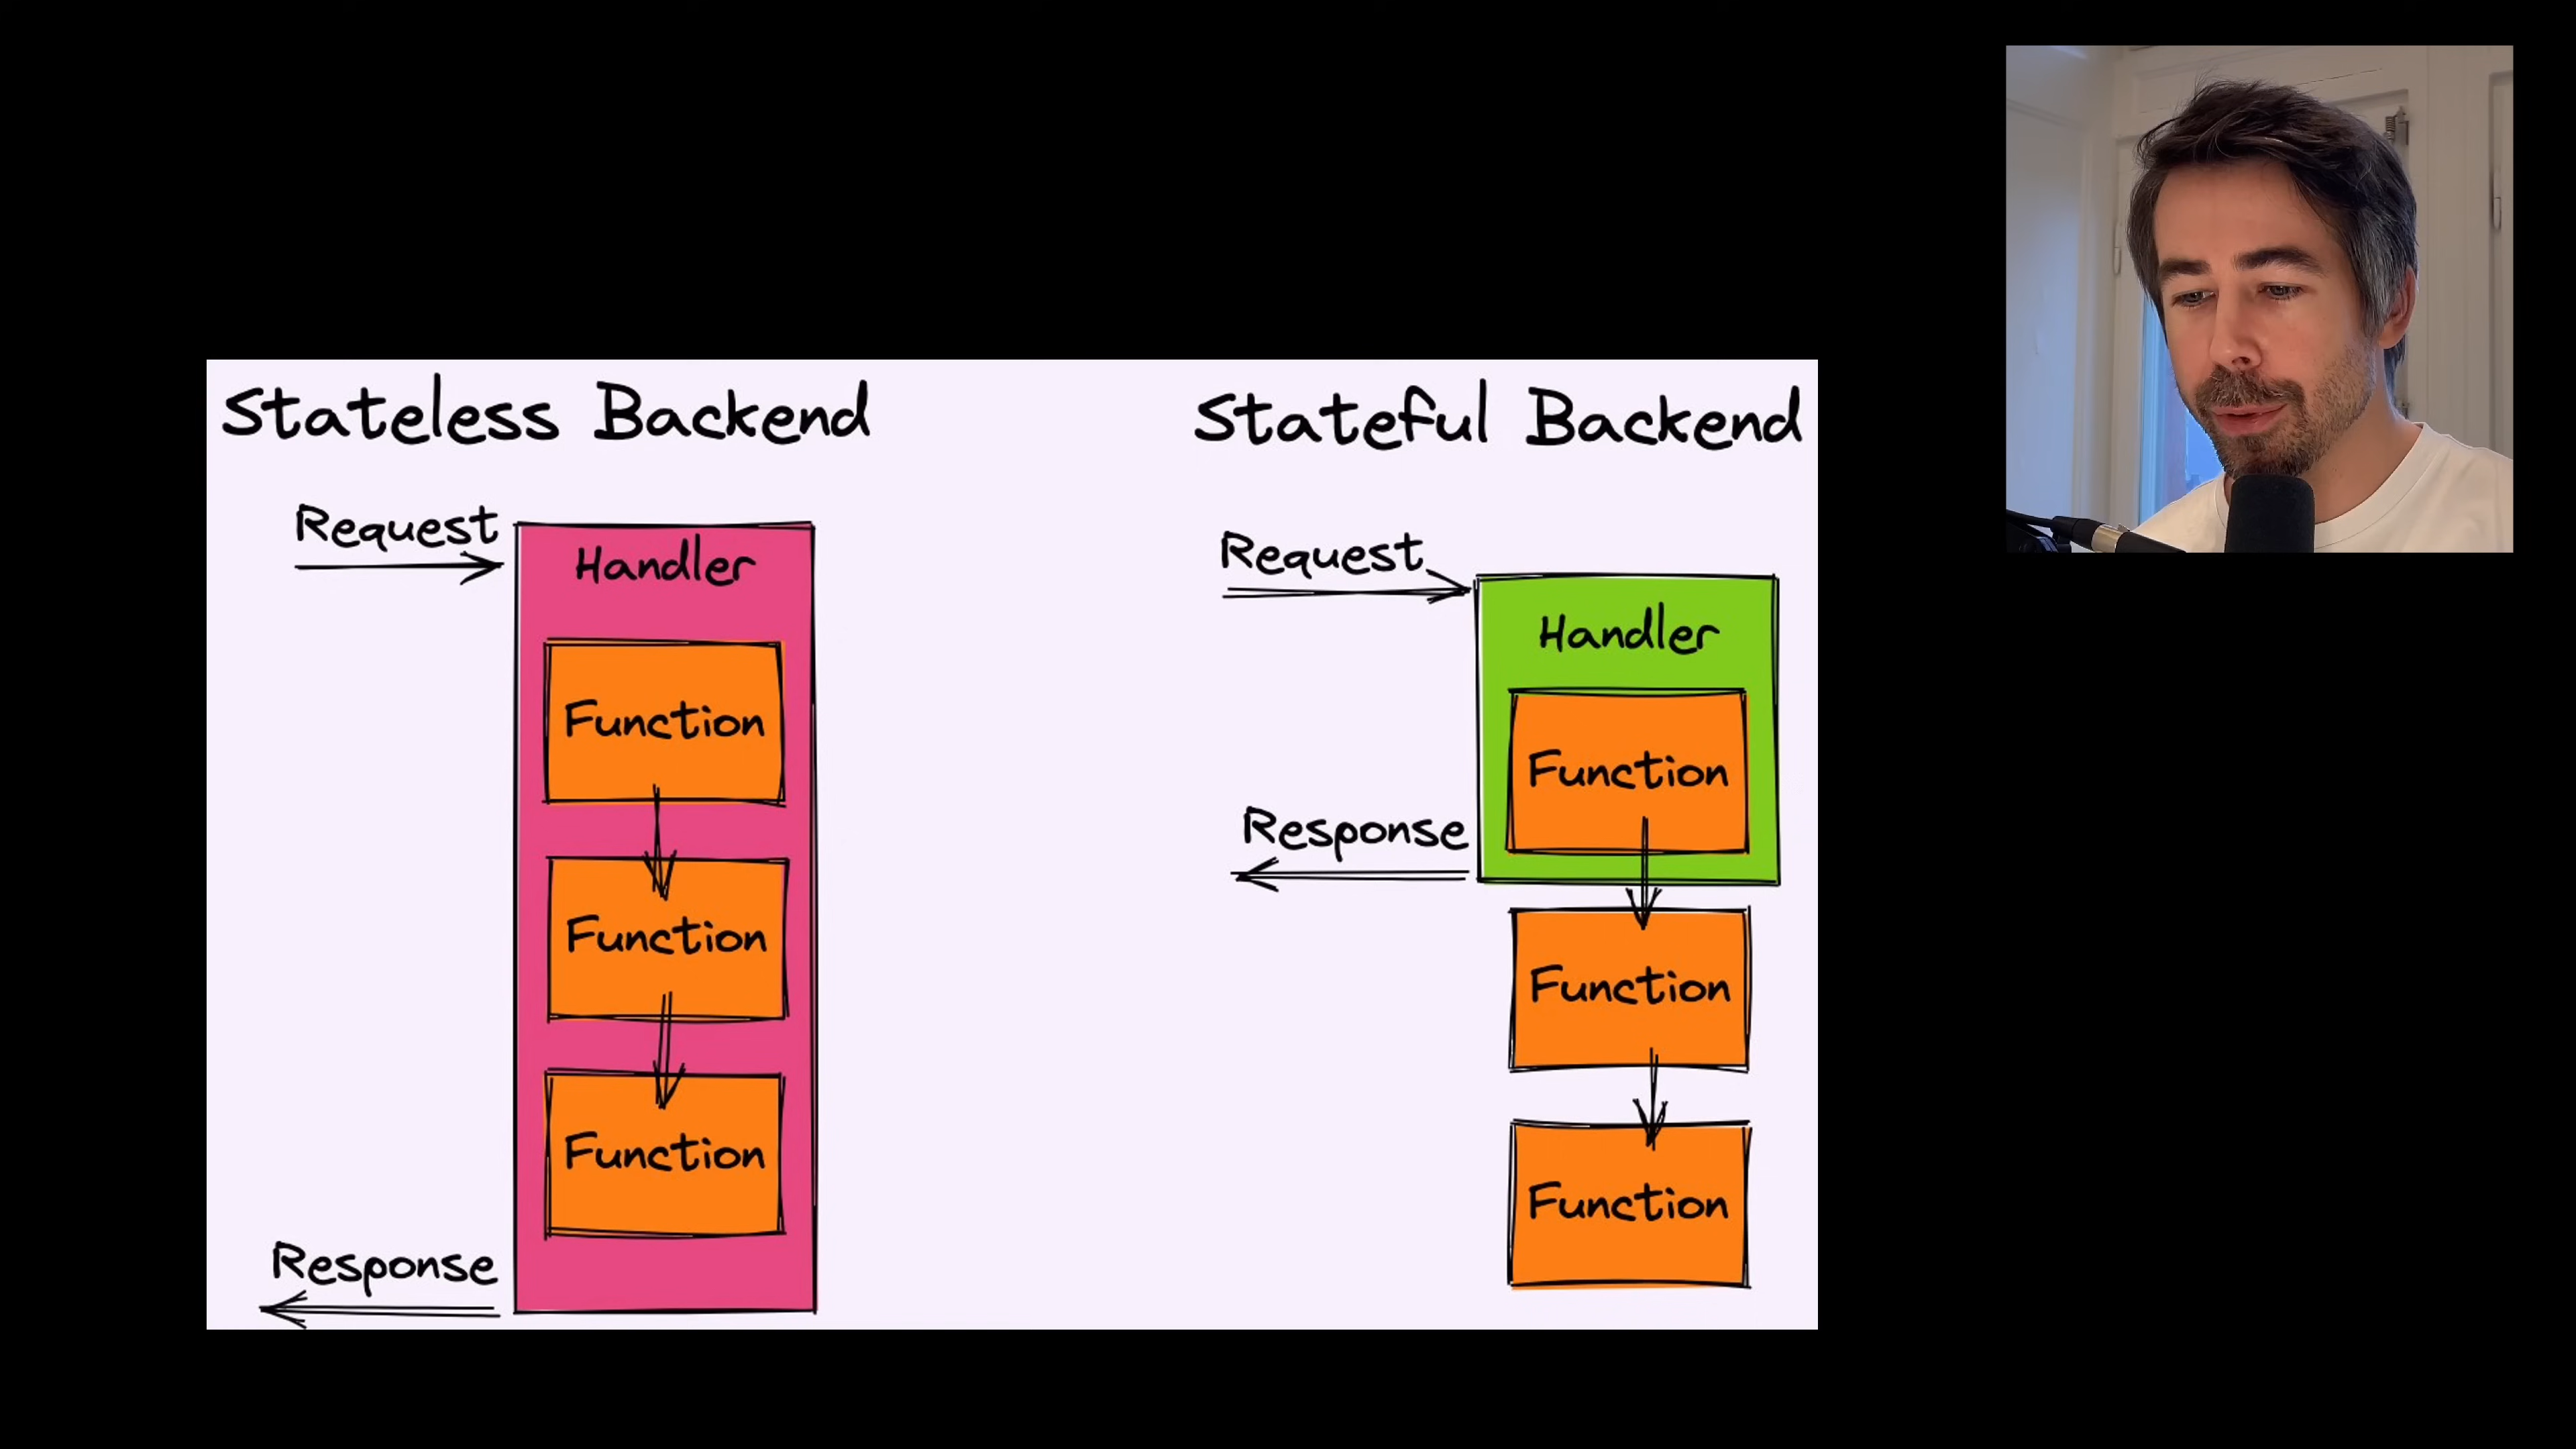 Stateless Backend
Request
Handler
Function
Function
Function
Response
Stateful Backend
Request
Handler
Function
Response
Function
Function